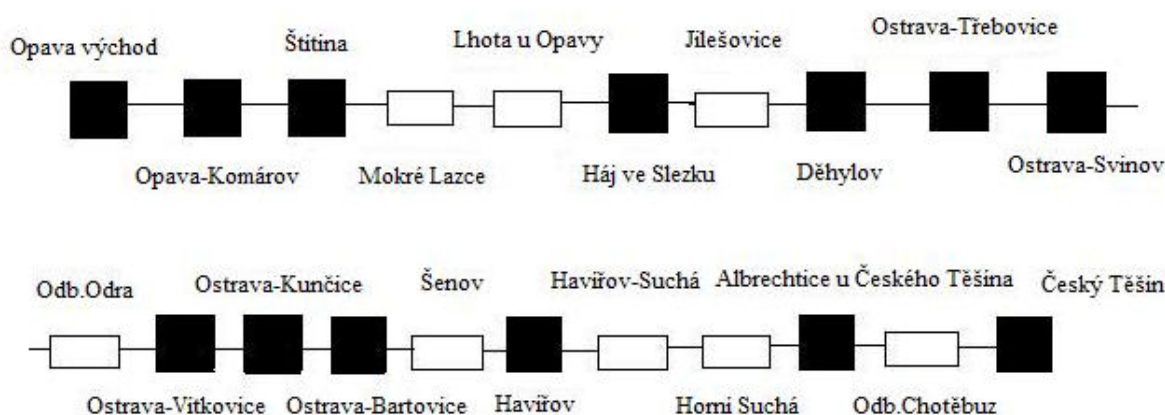 Opava východ
Štítina
Lhota u Opavy
Jilešovice
Ostrava-Třebovice
Opava-Komárov
Mokré Lazce
Háj ve Slezku
Děhylov
Ostrava-Svinov
Odb.Odra
Ostrava-Kunčice
Šenov
Havířov-Suchá
Albrechtice u Českého Těšína
Český Těšín
Ostrava-Vítkovice
Ostrava-Bartovice
Havířov
Horní Suchá
Odb.Chotěbuz